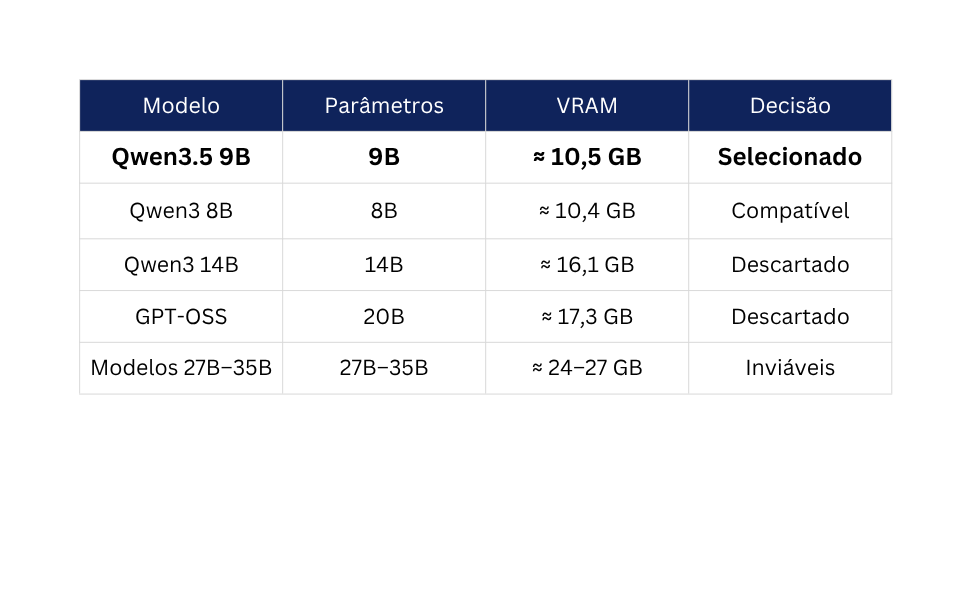 Modelo Parâmetros VRAM Decisão
Qwen3.5 9B 9B ≈ 10,5 GB Selecionado
Qwen3 8B 8B ≈ 10,4 GB Compatível
Qwen3 14B 14B ≈ 16,1 GB Descartado
GPT-OSS 20B ≈ 17,3 GB Descartado
Modelos 27B–35B 27B–35B ≈ 24–27 GB Inviáveis